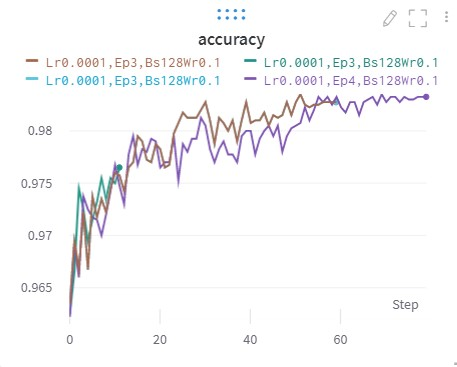 accuracy
Lr0.0001,Ep3,Bs128Wr0.1 Lr0.0001,Ep3,Bs128Wr0.1
Lr0.0001,Ep3,Bs128Wr0.1 Lr0.0001,Ep4,Bs128Wr0.1
0.98
0.975
0.97
0.965
Step
0 20 40 60